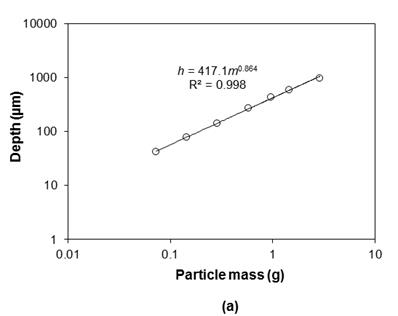 10000
h = 417.1m^0.864
R² = 0.998
1000
100
10
1
Depth (µm)
0.01 0.1 1 10
Particle mass (g)
(a)